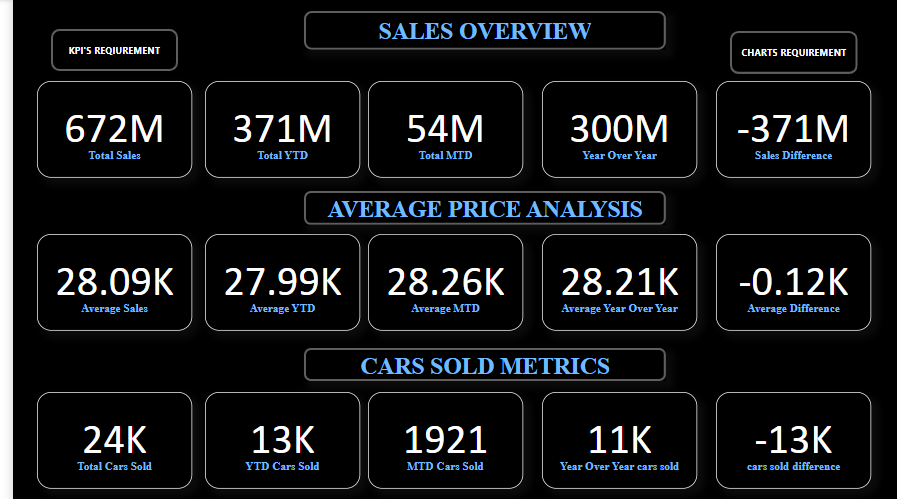 SALES OVERVIEW
KPI'S REQIUREMENT
CHARTS REQUIREMENT
672M
Total Sales
371M
Total YTD
54M
Total MTD
300M
Year Over Year
-371M
Sales Difference
AVERAGE PRICE ANALYSIS
28.09K
Average Sales
27.99K
Average YTD
28.26K
Average MTD
28.21K
Average Year Over Year
-0.12K
Average Difference
CARS SOLD METRICS
24K
Total Cars Sold
13K
YTD Cars Sold
1921
MTD Cars Sold
11K
Year Over Year cars sold
-13K
cars sold difference